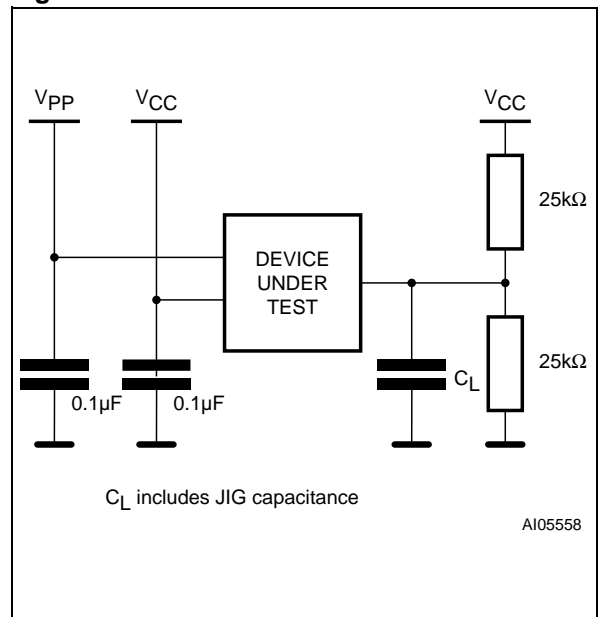 VPP
VCC
VCC
25kΩ
DEVICE
UNDER
TEST
25kΩ
CL
0.1µF
0.1µF
CL includes JIG capacitance
AI05558